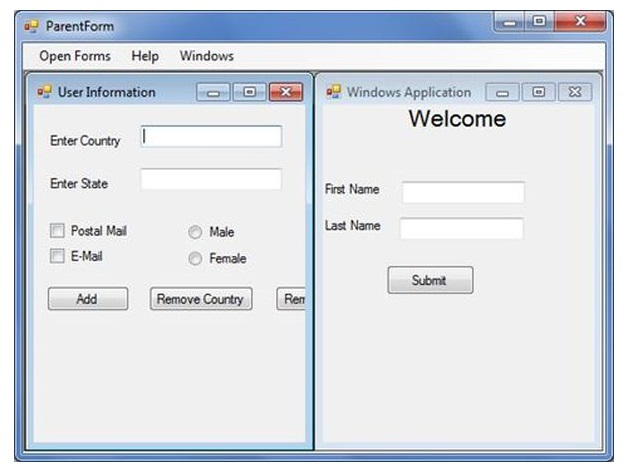 ParentForm
Open Forms Help Windows
User Information
Enter Country
Enter State
Postal Mail Male
E-Mail Female
Add Remove Country Rem
Windows Application
Welcome
First Name
Last Name
Submit